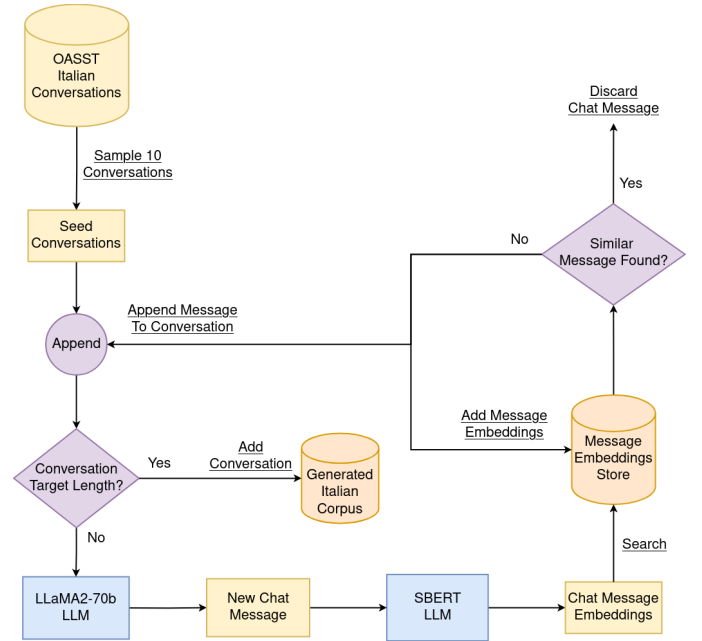 OASST
Italian
Conversations
Sample 10
Conversations
Seed
Conversations
Append
Append Message
To Conversation
Conversation
Target Length?
Yes
Add
Conversation
Generated
Italian
Corpus
No
LLaMA2-70b
LLM
New Chat
Message
SBERT
LLM
Chat Message
Embeddings
Search
Message
Embeddings
Store
Add Message
Embeddings
Similar
Message Found?
No
Yes
Discard
Chat Message